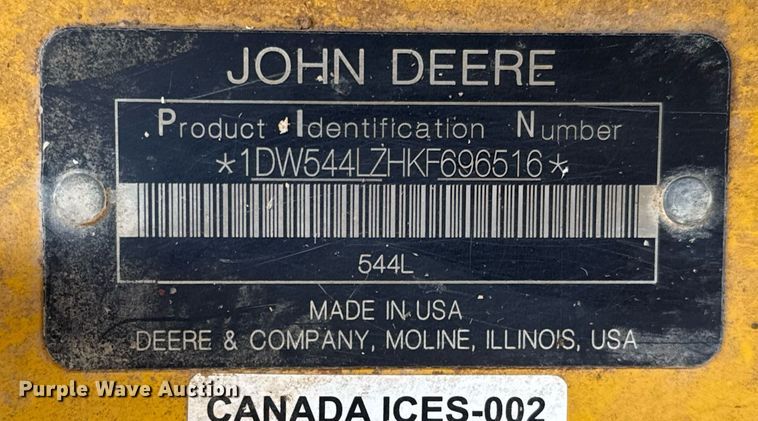 JOHN DEERE
Product Identification Number
*1DW544LZHKF696516*
544L
MADE IN USA
DEERE & COMPANY, MOLINE, ILLINOIS, USA
Purple Wave Auction
CANADA ICES-002